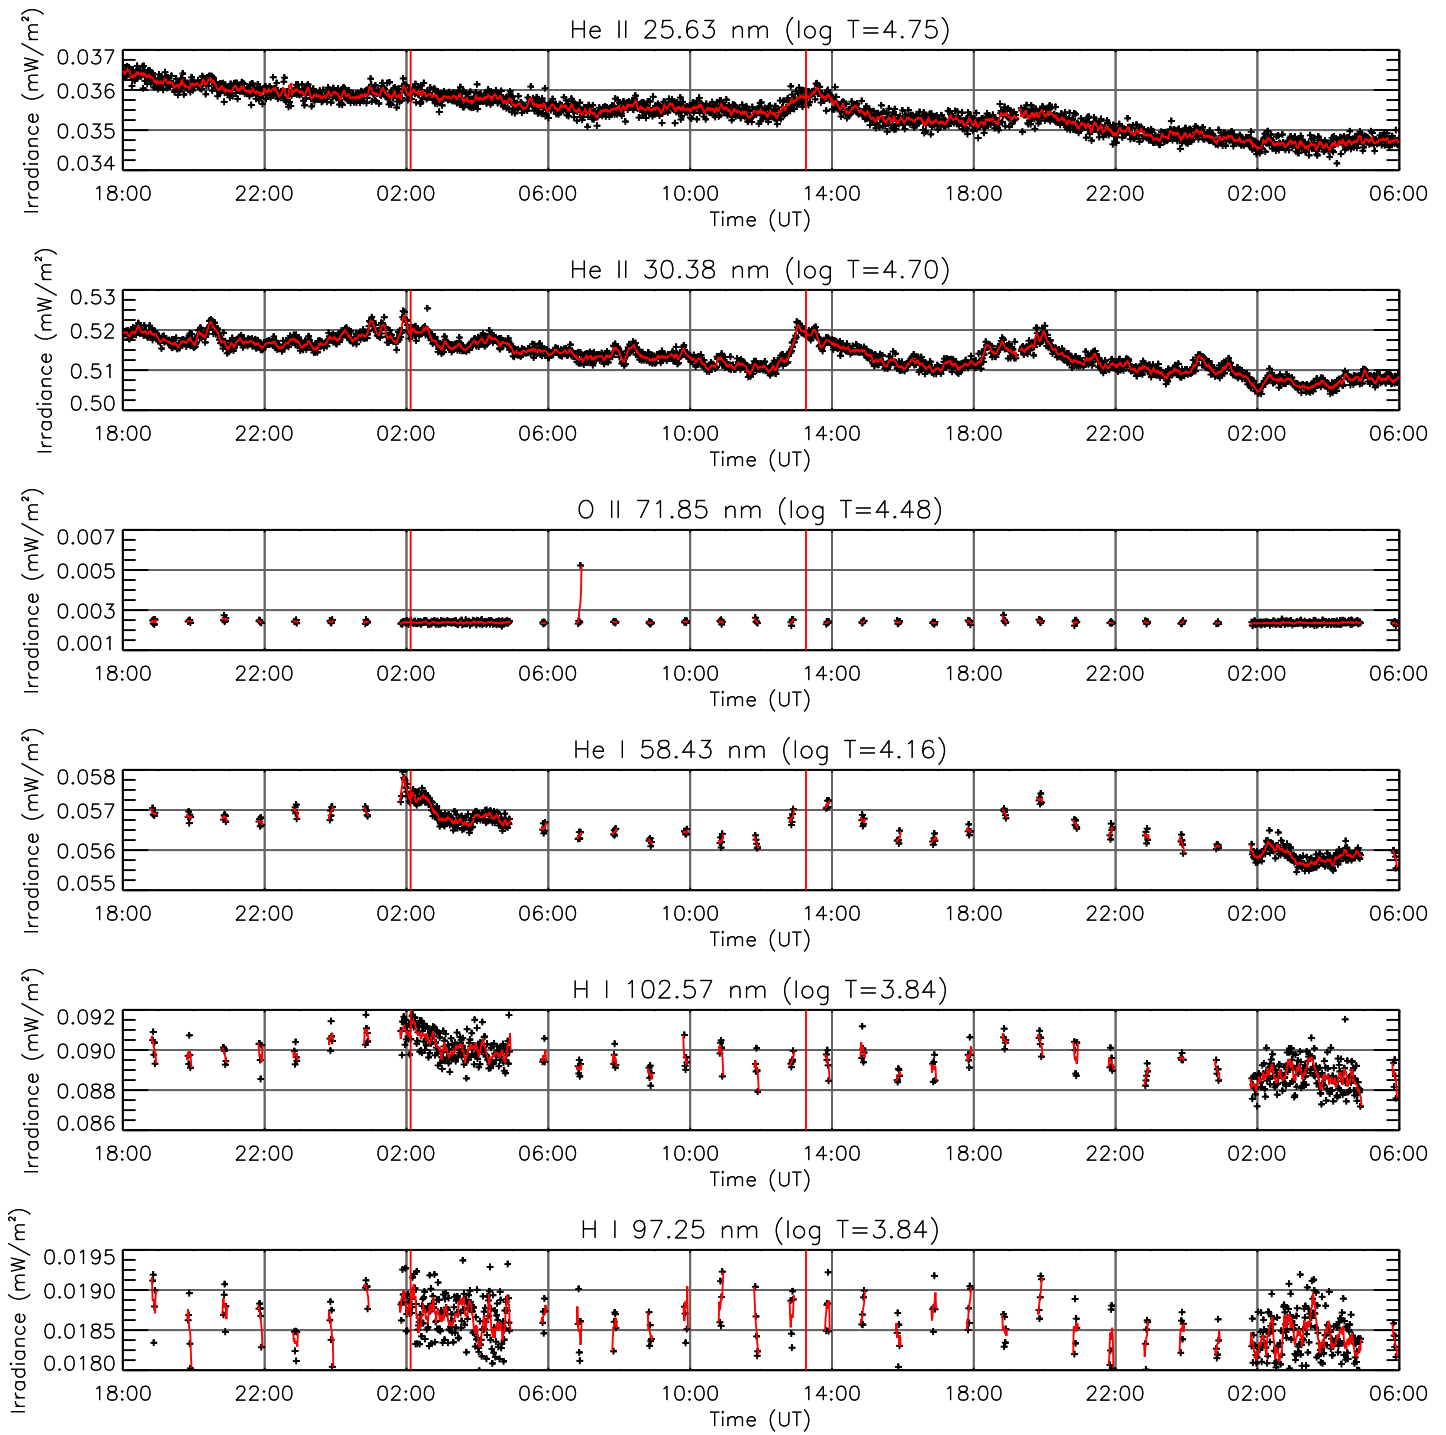 He II 25.63 nm (log T=4.75)
Irradiance (mW/m²)
0.037
0.036
0.035
0.034
18:00 22:00 02:00 06:00 10:00 14:00 18:00 22:00 02:00 06:00
Time (UT)
He II 30.38 nm (log T=4.70)
Irradiance (mW/m²)
0.53
0.52
0.51
0.50
18:00 22:00 02:00 06:00 10:00 14:00 18:00 22:00 02:00 06:00
Time (UT)
O II 71.85 nm (log T=4.48)
Irradiance (mW/m²)
0.007
0.005
0.003
0.001
18:00 22:00 02:00 06:00 10:00 14:00 18:00 22:00 02:00 06:00
Time (UT)
He I 58.43 nm (log T=4.16)
Irradiance (mW/m²)
0.058
0.057
0.056
0.055
18:00 22:00 02:00 06:00 10:00 14:00 18:00 22:00 02:00 06:00
Time (UT)
H I 102.57 nm (log T=3.84)
Irradiance (mW/m²)
0.092
0.090
0.088
0.086
18:00 22:00 02:00 06:00 10:00 14:00 18:00 22:00 02:00 06:00
Time (UT)
H I 97.25 nm (log T=3.84)
Irradiance (mW/m²)
0.0195
0.0190
0.0185
0.0180
18:00 22:00 02:00 06:00 10:00 14:00 18:00 22:00 02:00 06:00
Time (UT)